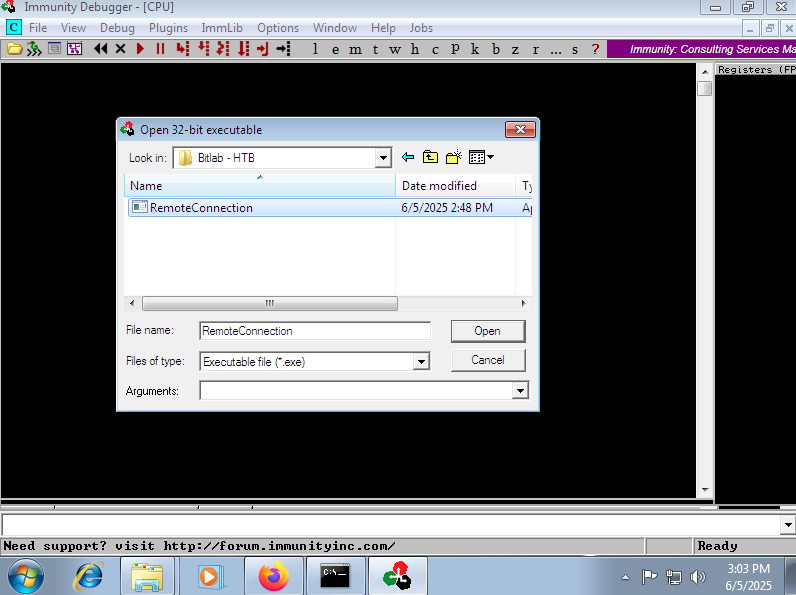 Immunity Debugger - [CPU]
C File View Debug Plugins ImmLib Options Window Help Jobs
l e m t w h c p k b z r ... s ? Immunity: Consulting Services Ma
Registers (FP
Open 32-bit executable
Look in: Bitlab - HTB
Name Date modified Ty
RemoteConnection 6/5/2025 2:48 PM Ap
File name: RemoteConnection Open
Files of type: Executable file (*.exe) Cancel
Arguments:
Need support? visit http://forum.immunityinc.com/ Ready
C:\_
3:03 PM
6/5/2025